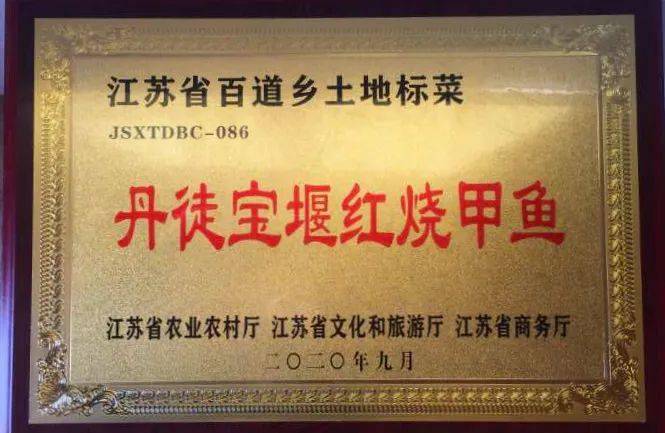 江苏省百道乡土地标菜
JSXTDBC-086
丹徒宝堰红烧甲鱼
江苏省农业农村厅 江苏省文化和旅游厅 江苏省商务厅
二〇二〇年九月